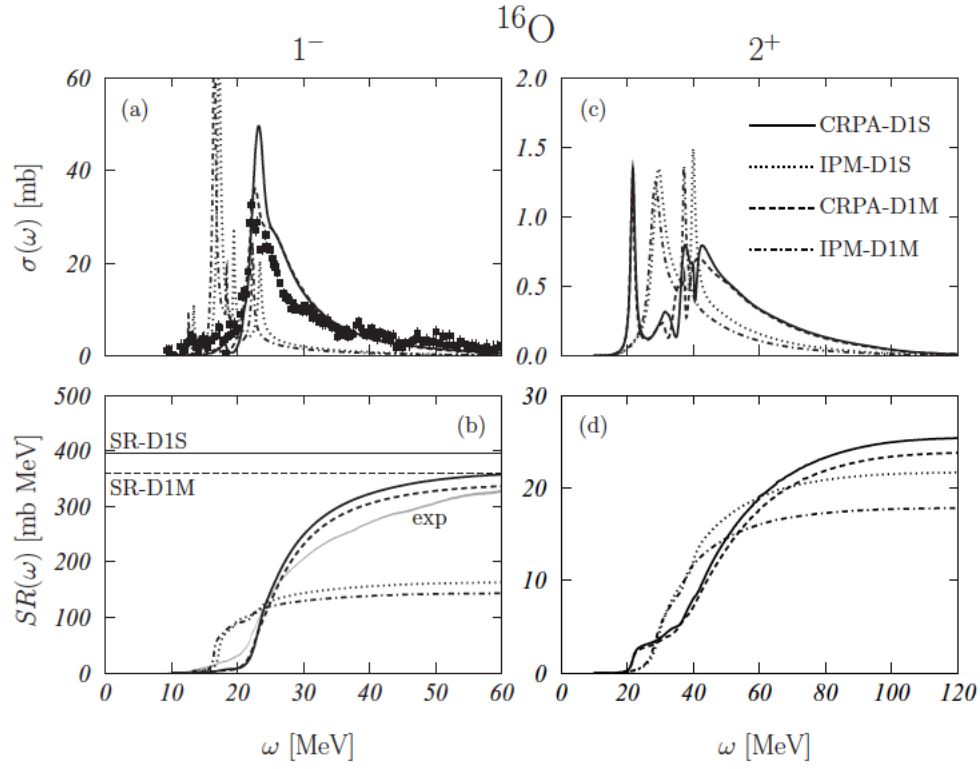 ¹⁶O
1⁻ 2⁺
60 40 20 0
σ(ω) [mb]
(a)
2.0 1.5 1.0 0.5 0.0
(c)
CRPA-D1S
IPM-D1S
CRPA-D1M
IPM-D1M
500 400 300 200 100 0
SR(ω) [mb MeV]
SR-D1S
(b)
SR-D1M
exp
0 10 20 30 40 50 60
ω [MeV]
30 20 10 0
(d)
0 20 40 60 80 100 120
ω [MeV]